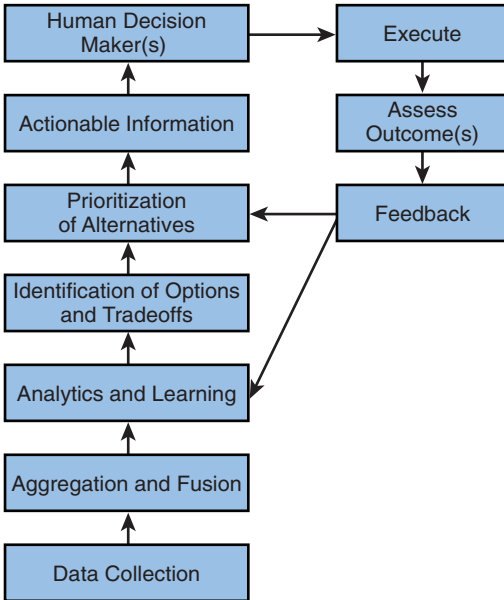 Human Decision
Maker(s)
Execute
Actionable Information
Assess
Outcome(s)
Prioritization
of Alternatives
Feedback
Identification of Options
and Tradeoffs
Analytics and Learning
Aggregation and Fusion
Data Collection